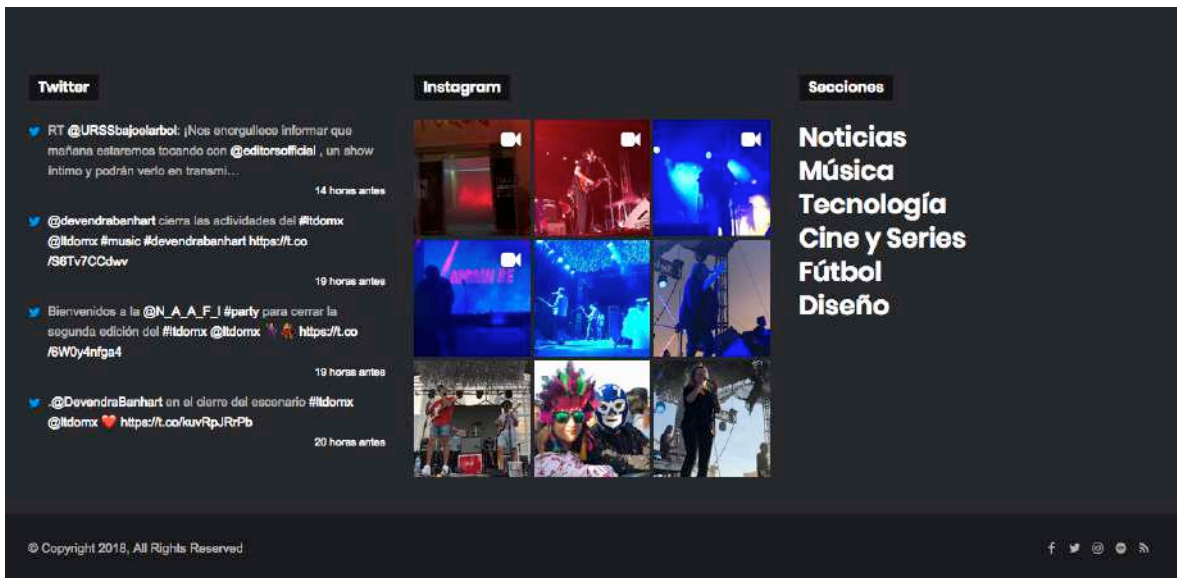 Twitter
RT @URSSbajoelarbol: ¡Nos enorgullece informar que
mañana estaremos tocando con @editorsofficial , un show
íntimo y podrán verlo en transmi…
14 horas antes
@devendrabanhart cierra las actividades del #ltdomx
@ltdomx #music #devendrabanhart https://t.co
/S6Tv7CCdwv
19 horas antes
Bienvenidos a la @N_A_A_F_I #party para cerrar la
segunda edición del #ltdomx @ltdomx 💃🏾 💃 https://t.co
/6W0y4nfga4
19 horas antes
.@DevendraBanhart en el cierre del escenario #ltdomx
@ltdomx ❤️ https://t.co/kuvRpJRrPb
20 horas antes
Instagram
Secciones
Noticias
Música
Tecnología
Cine y Series
Fútbol
Diseño
© Copyright 2018, All Rights Reserved